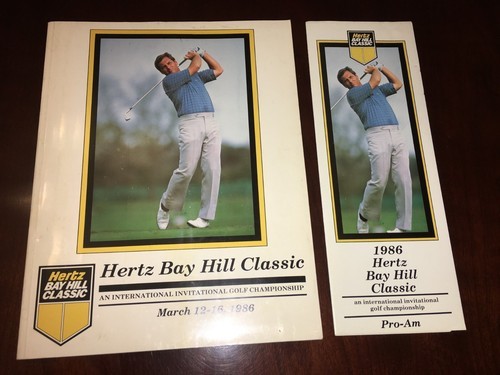 Hertz Bay Hill Classic
AN INTERNATIONAL INVITATIONAL GOLF CHAMPIONSHIP
March 12-16, 1986
Hertz
BAY HILL
CLASSIC
Hertz
BAY HILL
CLASSIC
1986
Hertz
Bay Hill
Classic
an international invitational
golf championship
Pro-Am